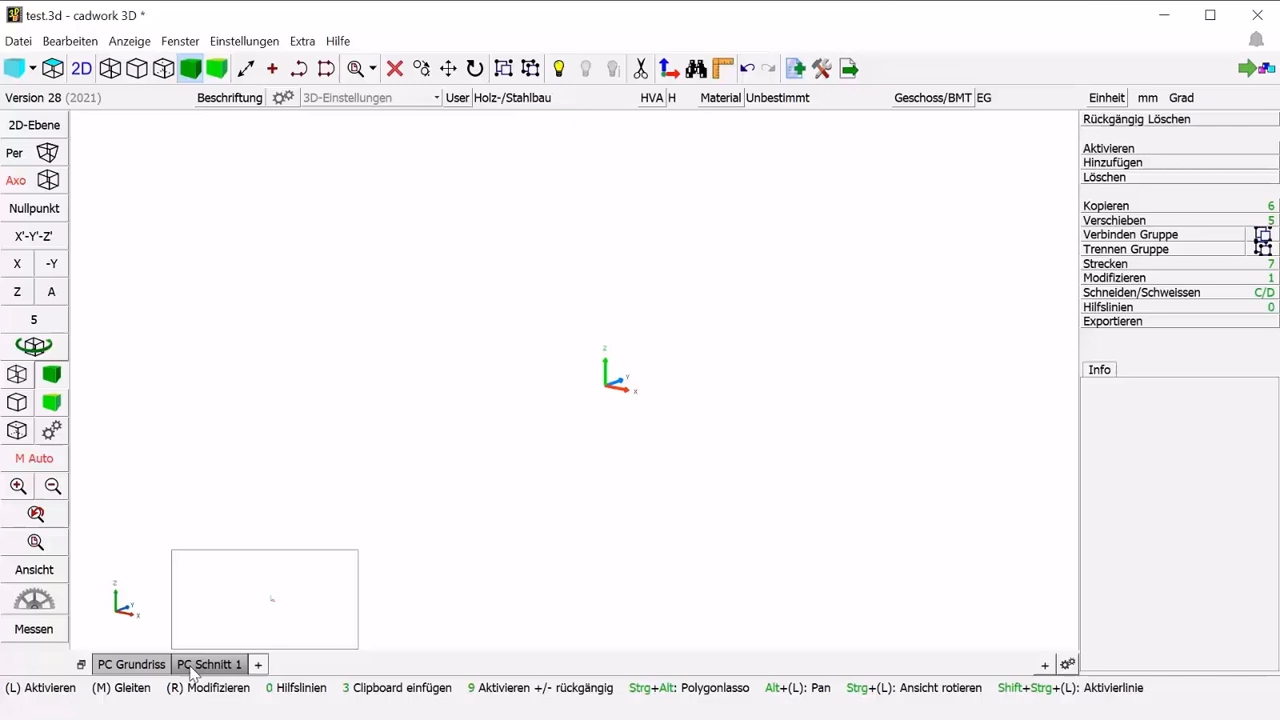 test.3d - cadwork 3D *
Datei Bearbeiten Anzeige Fenster Einstellungen Extra Hilfe
2D
Version 28 (2021) Beschriftung 3D-Einstellungen User Holz-/Stahlbau HVA H Material Unbestimmt Geschoss/BMT EG Einheit mm Grad
2D-Ebene
Per
Axo
Nullpunkt
X'-Y'-Z'
X -Y
Z A
5
M Auto
Ansicht
Messen
Rückgängig Löschen
Aktivieren
Hinzufügen
Löschen
Kopieren 6
Verschieben 5
Verbinden Gruppe
Trennen Gruppe
Strecken 7
Modifizieren 1
Schneiden/Schweissen C/D
Hilfslinien 0
Exportieren
Info
z
Y
x
z
Y
x
PC Grundriss PC Schnitt 1 +
+
(L) Aktivieren (M) Gleiten (R) Modifizieren 0 Hilfslinien 3 Clipboard einfügen 9 Aktivieren +/- rückgängig Strg+Alt: Polygonlasso Alt+(L): Pan Strg+(L): Ansicht rotieren Shift+Strg+(L): Aktivierlinie